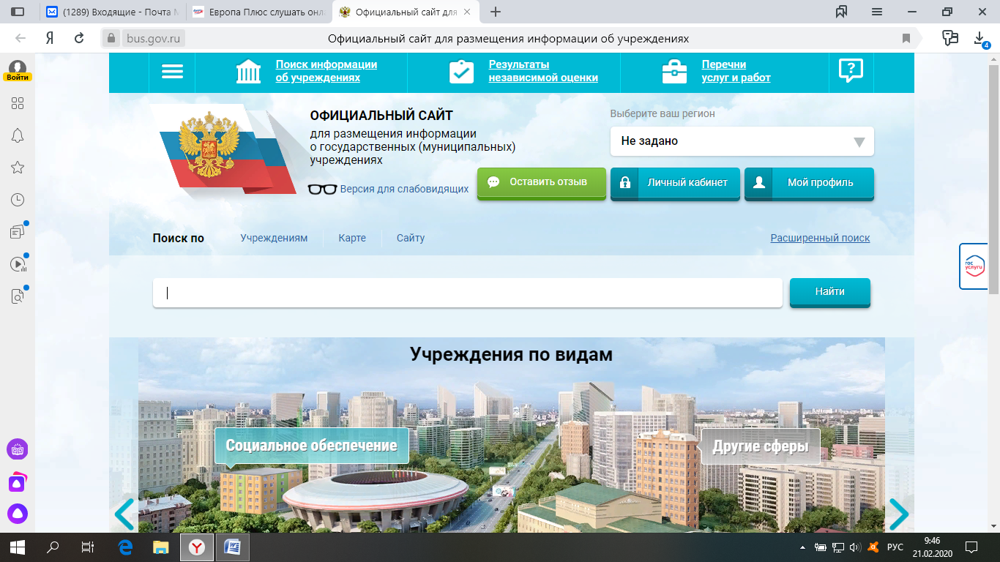 (1289) Входящие - Почта
Европа Плюс слушать онл
Официальный сайт для
bus.gov.ru
Официальный сайт для размещения информации об учреждениях
4
Войти
Поиск информации
об учреждениях
Результаты
независимой оценки
Перечни
услуг и работ
ОФИЦИАЛЬНЫЙ САЙТ
для размещения информации
о государственных (муниципальных)
учреждениях
Версия для слабовидящих
Выберите ваш регион
Не задано
Оставить отзыв
Личный кабинет
Мой профиль
Поиск по
Учреждениям
Карте
Сайту
Расширенный поиск
Найти
гос
услуги
Учреждения по видам
Социальное обеспечение
Другие сферы
РУС
9:46
21.02.2020